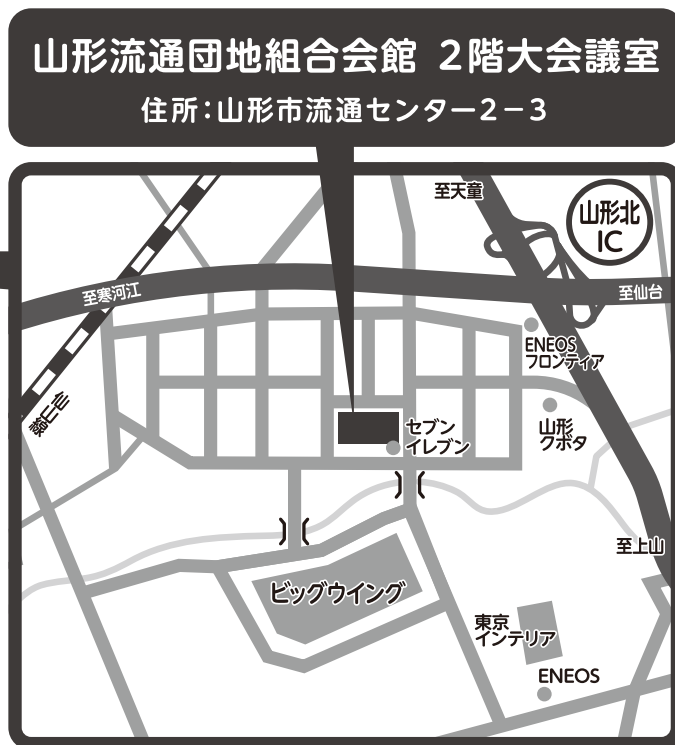 山形流通団地組合会館 2階大会議室
住所：山形市流通センター2－3
至天童
山形北
IC
至寒河江
至仙台
ENEOS
フロンティア
山形
クボタ
セブン
イレブン
至上山
ビッグウイング
東京
インテリア
ENEOS